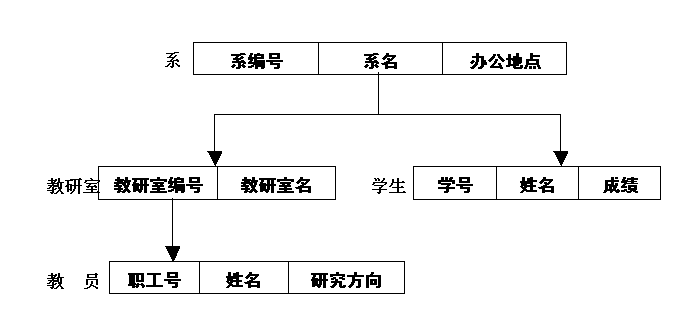 系 系编号 系名 办公地点
教研室 教研室编号 教研室名 学生 学号 姓名 成绩
教 员 职工号 姓名 研究方向